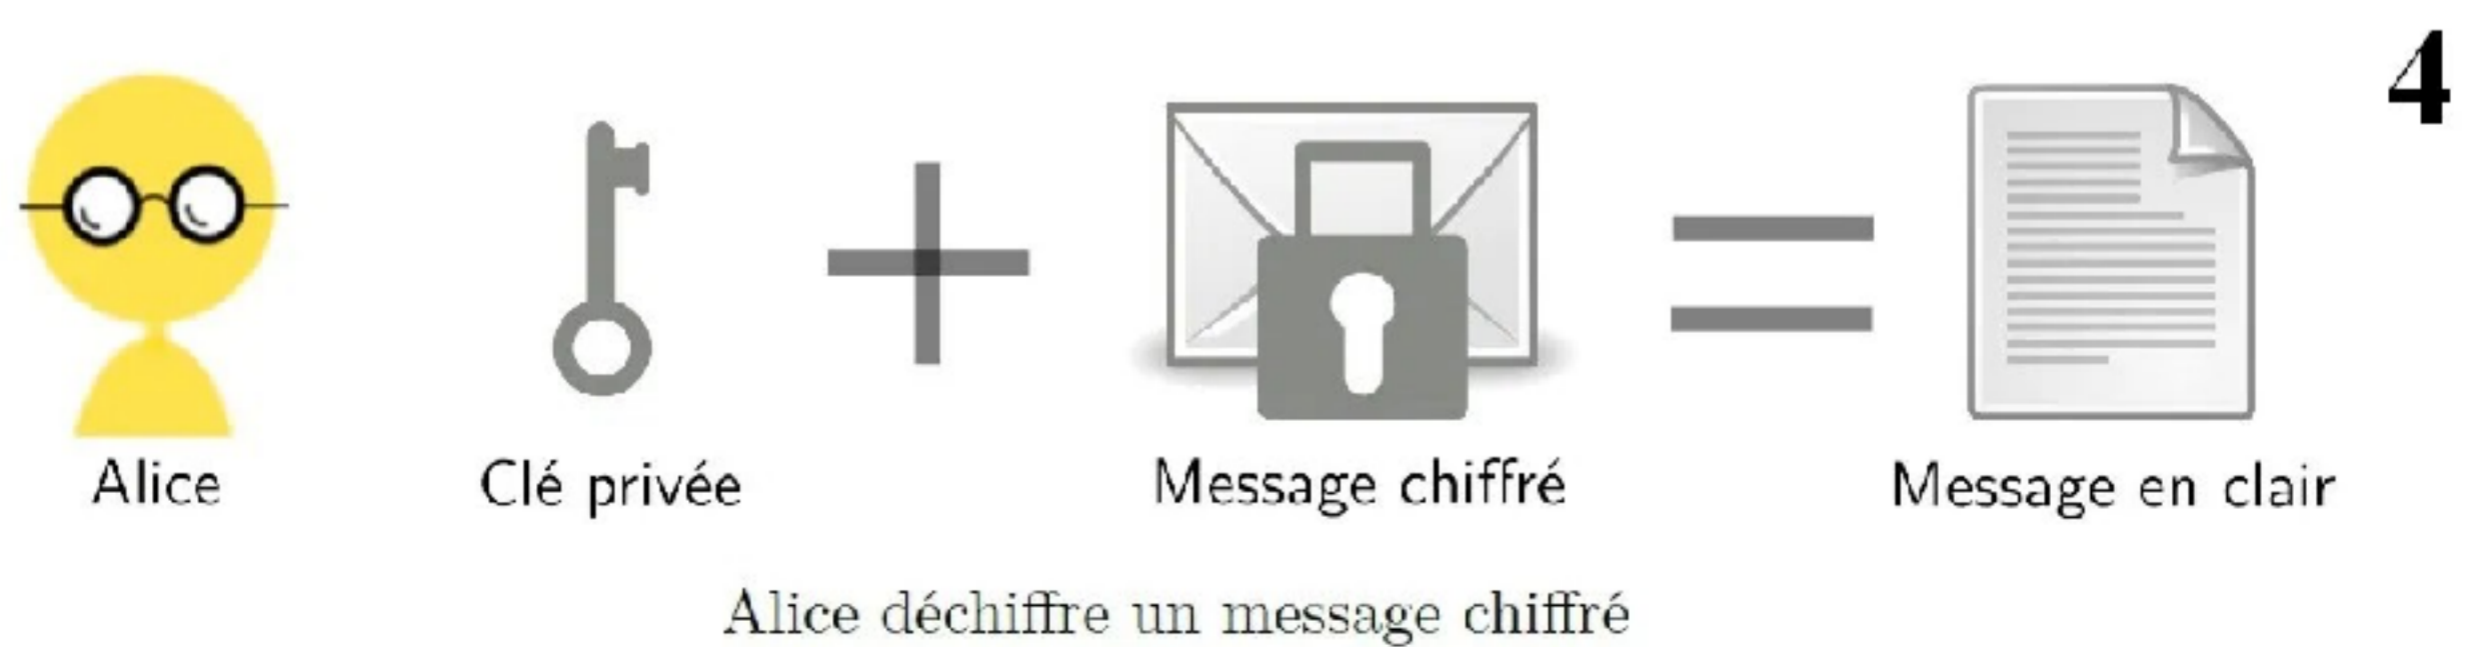 4
Alice
Clé privée
Message chiffré
Message en clair
Alice déchiffre un message chiffré